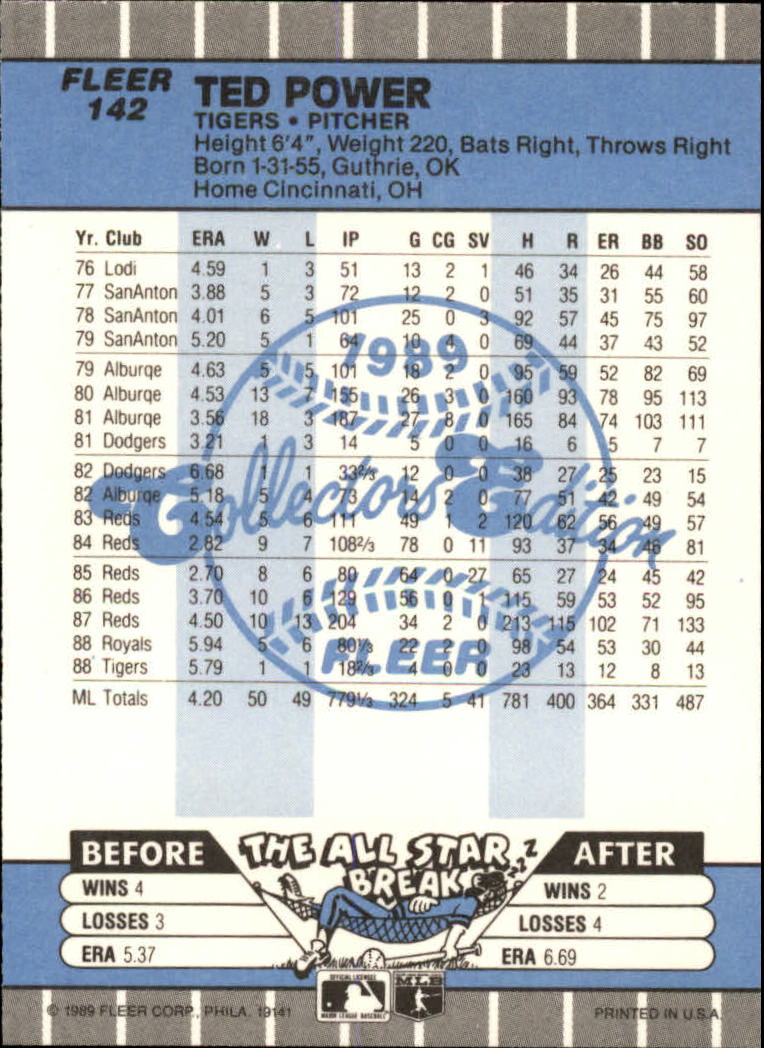 FLEER
142
TED POWER
TIGERS • PITCHER
Height 6'4", Weight 220, Bats Right, Throws Right
Born 1-31-55, Guthrie, OK
Home Cincinnati, OH
Yr. Club ERA W L IP G CG SV H R ER BB SO
76 Lodi 4.59 1 3 51 13 2 1 46 34 26 44 58
77 SanAnton 3.88 5 3 72 12 2 0 51 35 31 55 60
78 SanAnton 4.01 6 5 101 25 0 3 92 57 45 75 97
79 SanAnton 5.20 5 1 64 10 4 0 69 44 37 43 52
79 Alburqe 4.63 5 5 101 18 2 0 95 59 52 82 69
80 Alburqe 4.53 13 7 155 26 3 0 160 93 78 95 113
81 Alburqe 3.56 18 3 187 27 8 0 165 84 74 103 111
81 Dodgers 3.21 1 3 14 5 0 0 16 6 5 7 7
82 Dodgers 6.68 1 1 33⅔ 12 0 0 38 27 25 23 15
82 Alburqe 5.18 5 4 73 14 2 0 77 51 42 49 54
83 Reds 4.54 5 6 111 49 1 2 120 62 56 49 57
84 Reds 2.82 9 7 108⅔ 78 0 11 93 37 34 46 81
85 Reds 2.70 8 6 80 64 0 27 65 27 24 45 42
86 Reds 3.70 10 6 129 56 0 1 115 59 53 52 95
87 Reds 4.50 10 13 204 34 2 0 213 115 102 71 133
88 Royals 5.94 5 6 80⅓ 22 2 0 98 54 53 30 44
88 Tigers 5.79 1 1 18⅔ 4 0 0 23 13 12 8 13
ML Totals 4.20 50 49 779⅓ 324 5 41 781 400 364 331 487
1989
Collectors' Edition
FLEER
BEFORE THE ALL STAR BREAK AFTER
ZZZ
WINS 4 WINS 2
LOSSES 3 LOSSES 4
ERA 5.37 ERA 6.69
OFFICIAL LICENSEE
MAJOR LEAGUE BASEBALL
MLB
© 1989 FLEER CORP., PHILA. 19141 PRINTED IN U.S.A.